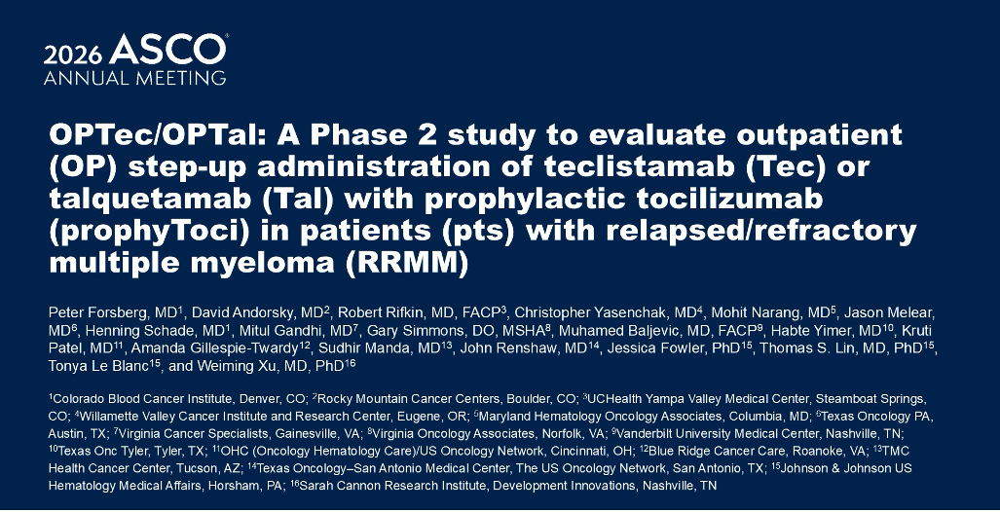 2026 ASCO®
ANNUAL MEETING
OPTec/OPTal: A Phase 2 study to evaluate outpatient
(OP) step-up administration of teclistamab (Tec) or
talquetamab (Tal) with prophylactic tocilizumab
(prophyToci) in patients (pts) with relapsed/refractory
multiple myeloma (RRMM)
Peter Forsberg, MD¹, David Andorsky, MD², Robert Rifkin, MD, FACP³, Christopher Yasenchak, MD⁴, Mohit Narang, MD⁵, Jason Melear,
MD⁶, Henning Schade, MD¹, Mitul Gandhi, MD⁷, Gary Simmons, DO, MSHA⁸, Muhamed Baljevic, MD, FACP⁹, Habte Yimer, MD¹⁰, Kruti
Patel, MD¹¹, Amanda Gillespie-Twardy¹², Sudhir Manda, MD¹³, John Renshaw, MD¹⁴, Jessica Fowler, PhD¹⁵, Thomas S. Lin, MD, PhD¹⁵,
Tonya Le Blanc¹⁵, and Weiming Xu, MD, PhD¹⁶
¹Colorado Blood Cancer Institute, Denver, CO; ²Rocky Mountain Cancer Centers, Boulder, CO; ³UCHealth Yampa Valley Medical Center, Steamboat Springs,
CO; ⁴Willamette Valley Cancer Institute and Research Center, Eugene, OR; ⁵Maryland Hematology Oncology Associates, Columbia, MD; ⁶Texas Oncology PA,
Austin, TX; ⁷Virginia Cancer Specialists, Gainesville, VA; ⁸Virginia Oncology Associates, Norfolk, VA; ⁹Vanderbilt University Medical Center, Nashville, TN;
¹⁰Texas Onc Tyler, Tyler, TX; ¹¹OHC (Oncology Hematology Care)/US Oncology Network, Cincinnati, OH; ¹²Blue Ridge Cancer Care, Roanoke, VA; ¹³TMC
Health Cancer Center, Tucson, AZ; ¹⁴Texas Oncology–San Antonio Medical Center, The US Oncology Network, San Antonio, TX; ¹⁵Johnson & Johnson US
Hematology Medical Affairs, Horsham, PA; ¹⁶Sarah Cannon Research Institute, Development Innovations, Nashville, TN